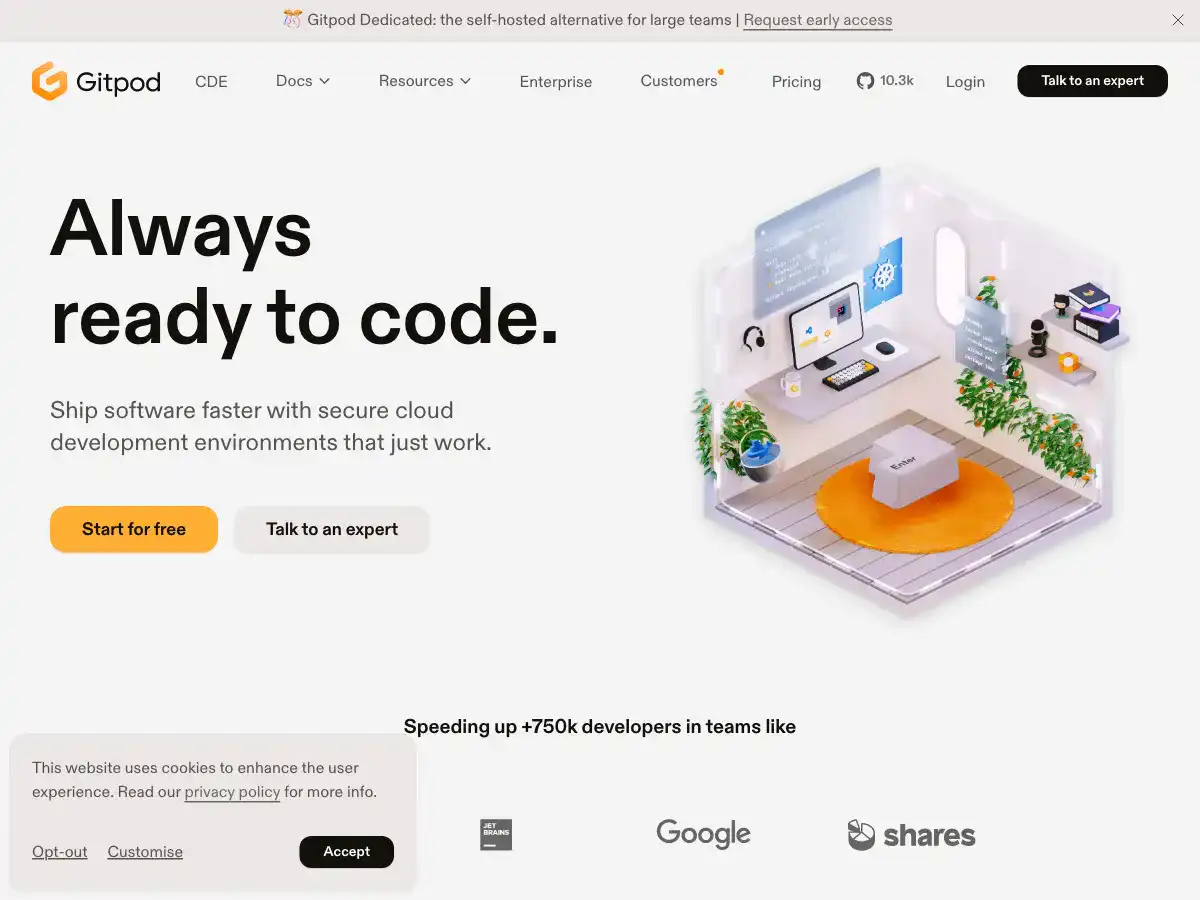 Gitpod Dedicated: the self-hosted alternative for large teams | Request early access
Gitpod
CDE
Docs
Resources
Enterprise
Customers
Pricing
10.3k
Login
Talk to an expert
Always
ready to code.
Ship software faster with secure cloud
development environments that just work.
Start for free
Talk to an expert
Enter
Speeding up +750k developers in teams like
This website uses cookies to enhance the user
experience. Read our privacy policy for more info.
Opt-out
Customise
Accept
JET
BRAINS
Google
shares